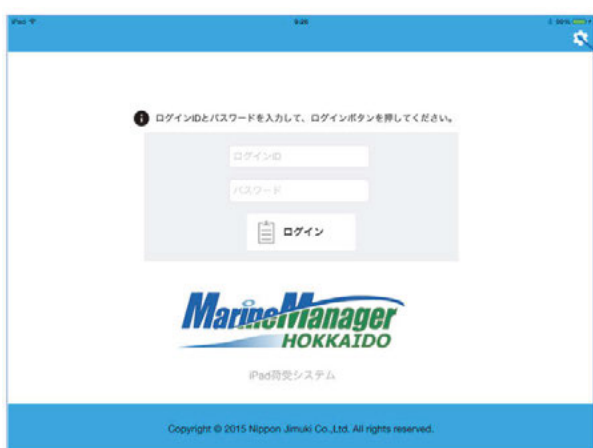 iPad
9:26
ログインIDとパスワードを入力して、ログインボタンを押してください。
ログインID
パスワード
ログイン
MarineManager
HOKKAIDO
iPad荷受システム
Copyright © 2015 Nippon Jimuki Co.,Ltd. All rights reserved.